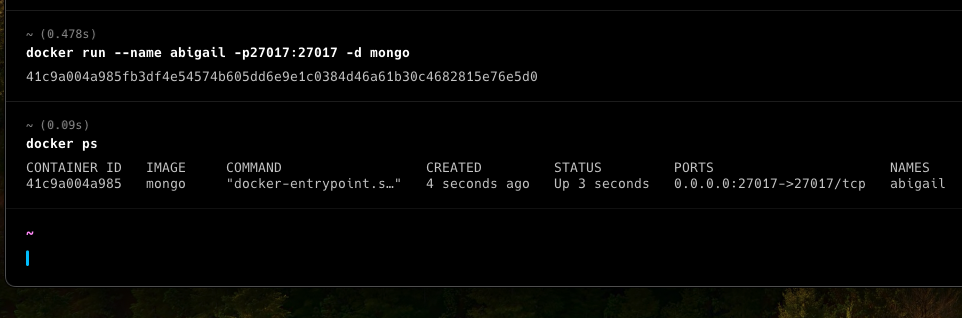 ~ (0.478s)
docker run --name abigail -p27017:27017 -d mongo
41c9a004a985fb3df4e54574b605dd6e9e1c0384d46a61b30c4682815e76e5d0
~ (0.09s)
docker ps
CONTAINER ID   IMAGE     COMMAND                  CREATED         STATUS         PORTS                      NAMES
41c9a004a985   mongo     "docker-entrypoint.s…"   4 seconds ago   Up 3 seconds   0.0.0.0:27017->27017/tcp   abigail
~